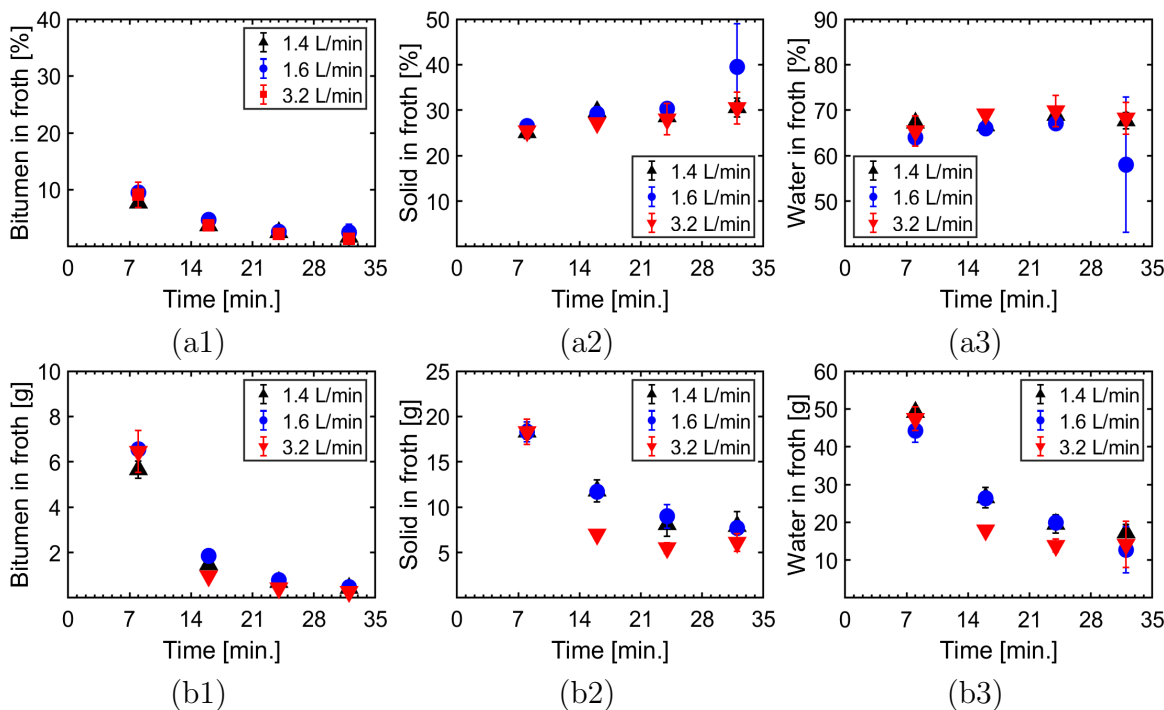 Bitumen in froth [%]
40
30
20
10
0 7 14 21 28 35
Time [min.]
1.4 L/min
1.6 L/min
3.2 L/min
(a1)
Solid in froth [%]
50
40
30
20
10
0 7 14 21 28 35
Time [min.]
1.4 L/min
1.6 L/min
3.2 L/min
(a2)
Water in froth [%]
90
80
70
60
50
0 7 14 21 28 35
Time [min.]
1.4 L/min
1.6 L/min
3.2 L/min
(a3)
Bitumen in froth [g]
10
8
6
4
2
0 7 14 21 28 35
Time [min.]
1.4 L/min
1.6 L/min
3.2 L/min
(b1)
Solid in froth [g]
25
20
15
10
5
0 7 14 21 28 35
Time [min.]
1.4 L/min
1.6 L/min
3.2 L/min
(b2)
Water in froth [g]
60
50
40
30
20
10
0 7 14 21 28 35
Time [min.]
1.4 L/min
1.6 L/min
3.2 L/min
(b3)